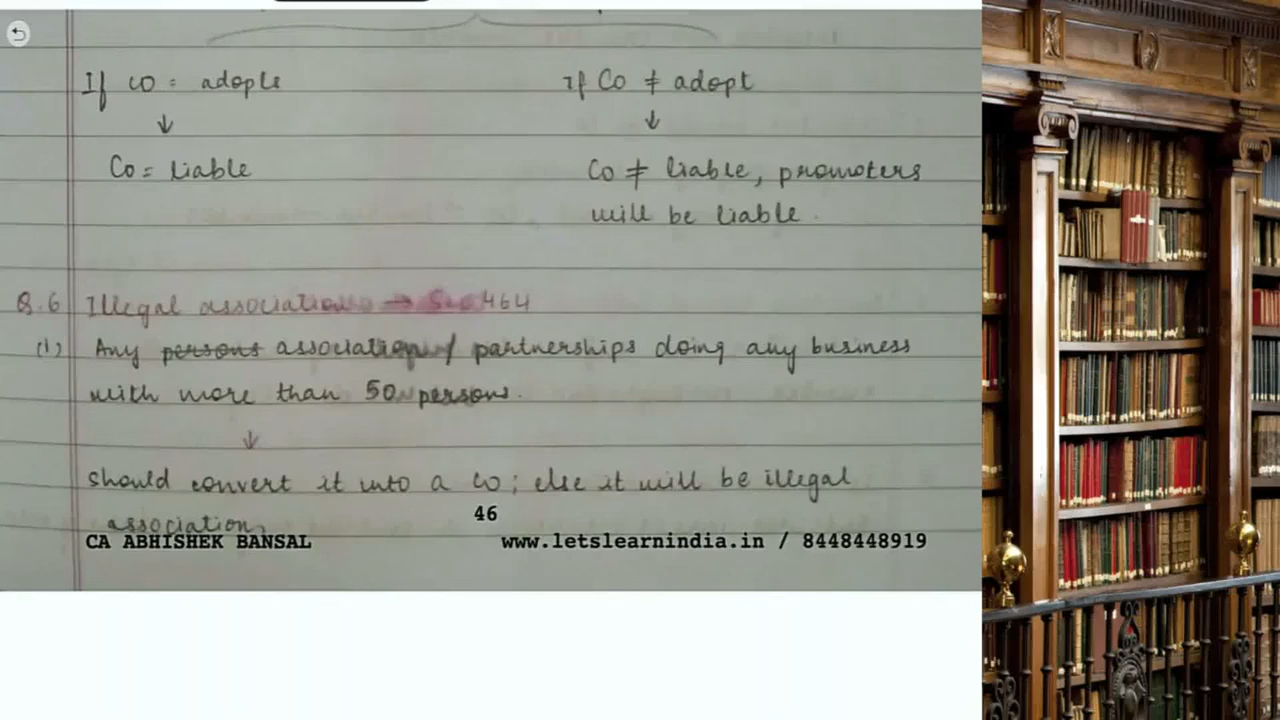 If co = adopte
If Co ≠ adopt
↓
↓
Co = liable
Co ≠ liable, promoters
will be liable.
Q.6 Illegal associations → Sec 464
(1) Any persons association / partnerships doing any business
with more than 50 persons.
↓
should convert it into a co; else it will be illegal
association.
46
CA ABHISHEK BANSAL
www.letslearnindia.in / 8448448919